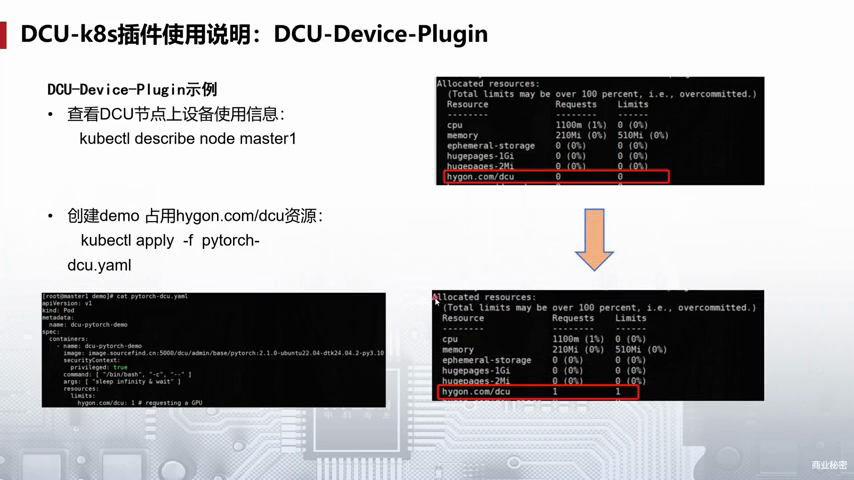 DCU-k8s插件使用说明：DCU-Device-Plugin
DCU-Device-Plugin示例
• 查看DCU节点上设备使用信息：
kubectl describe node master1
• 创建demo 占用hygon.com/dcu资源：
kubectl apply -f pytorch-
dcu.yaml
[root@master1 demo]# cat pytorch-dcu.yaml
apiVersion: v1
kind: Pod
metadata:
name: dcu-pytorch-demo
spec:
containers:
- name: dcu-pytorch-demo
image: image.sourcefind.cn:5000/dcu/admin/base/pytorch:2.1.0-ubuntu22.04-dtk24.04.2-py3.10
securityContext:
privileged: true
command: [ "/bin/bash", "-c", "--" ]
args: [ "sleep infinity & wait" ]
resources:
limits:
hygon.com/dcu: 1 # requesting a GPU
Allocated resources:
(Total limits may be over 100 percent, i.e., overcommitted.)
Resource Requests Limits
-------- -------- ------
cpu 1100m (1%) 0 (0%)
memory 210Mi (0%) 510Mi (0%)
ephemeral-storage 0 (0%) 0 (0%)
hugepages-1Gi 0 (0%) 0 (0%)
hugepages-2Mi 0 (0%) 0 (0%)
hygon.com/dcu 0 0
Allocated resources:
(Total limits may be over 100 percent, i.e., overcommitted.)
Resource Requests Limits
-------- -------- ------
cpu 1100m (1%) 0 (0%)
memory 210Mi (0%) 510Mi (0%)
ephemeral-storage 0 (0%) 0 (0%)
hugepages-1Gi 0 (0%) 0 (0%)
hugepages-2Mi 0 (0%) 0 (0%)
hygon.com/dcu 1 1
商业秘密